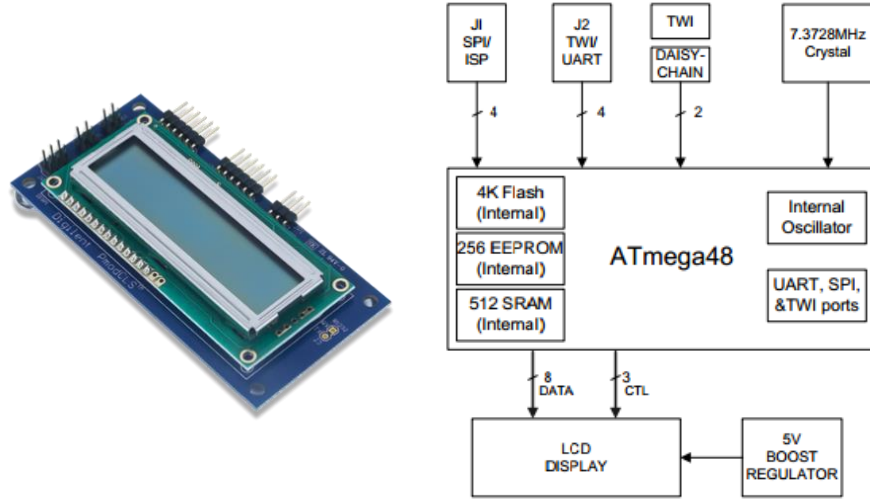 J1
SPI/
ISP
J2
TWI/
UART
TWI
DAISY-
CHAIN
7.3728MHz
Crystal
4
4
2
4K Flash
(Internal)
256 EEPROM
(Internal)
512 SRAM
(Internal)
ATmega48
Internal
Oscillator
UART, SPI,
&TWI ports
8
DATA
3
CTL
LCD
DISPLAY
5V
BOOST
REGULATOR
Digilent
PmodCLS™